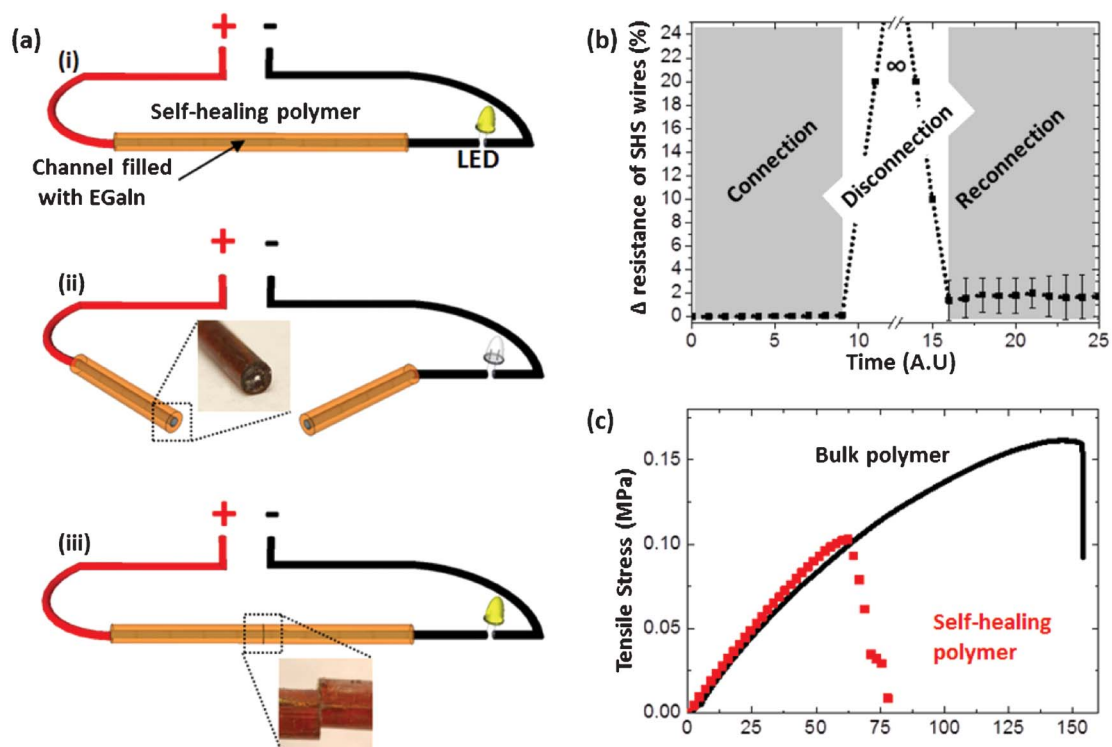 (a)
(i)
+ -
Self-healing polymer
Channel filled
with EGaIn
LED
(ii)
+ -
(iii)
+ -
(b)
Δ resistance of SHS wires (%)
24
22
20
18
16
14
12
10
8
6
4
2
0
∞
Connection
Disconnection
Reconnection
0 5 15 20 25
Time (A.U)
(c)
Tensile Stress (MPa)
0.15
0.10
0.05
0.00
Bulk polymer
Self-healing
polymer
0 25 50 75 100 125 150